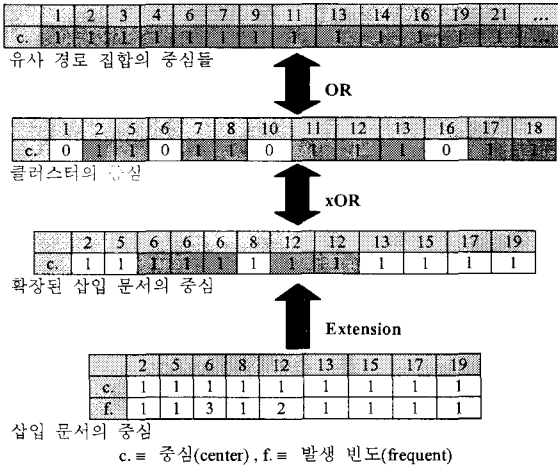 1 2 3 4 6 7 9 11 13 14 16 19 21 ...
c. 1 1 1 1 1 1 1 1 1 1 1 1 1 ...
유사 경로 집합의 중심들
OR
1 2 5 6 7 8 10 11 12 13 16 17 18
c. 0 1 1 0 1 1 0 1 1 1 0 1 1
클러스터의 중심
xOR
2 5 6 6 6 8 12 12 13 15 17 19
c. 1 1 1 1 1 1 1 1 1 1 1 1
확장된 삽입 문서의 중심
Extension
2 5 6 8 12 13 15 17 19
c. 1 1 1 1 1 1 1 1 1
f. 1 1 3 1 2 1 1 1 1
삽입 문서의 중심
c. ≡ 중심(center) , f. ≡ 발생 빈도(frequent)